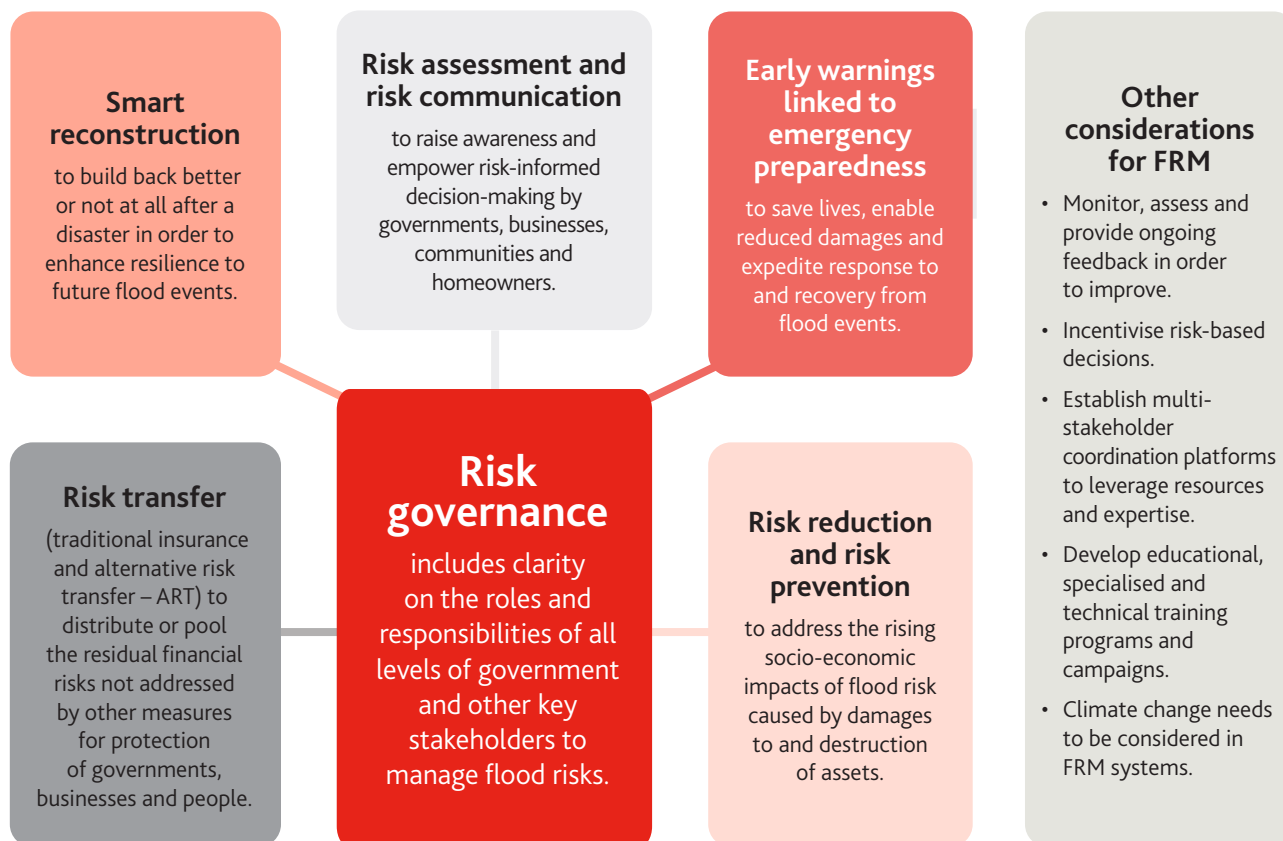 Smart
reconstruction
to build back better
or not at all after a
disaster in order to
enhance resilience to
future flood events.
Risk assessment and
risk communication
to raise awareness and
empower risk-informed
decision-making by
governments, businesses,
communities and
homeowners.
Early warnings
linked to
emergency
preparedness
to save lives, enable
reduced damages and
expedite response to
and recovery from
flood events.
Risk transfer
(traditional insurance
and alternative risk
transfer – ART) to
distribute or pool
the residual financial
risks not addressed
by other measures
for protection
of governments,
businesses and people.
Risk
governance
includes clarity
on the roles and
responsibilities of all
levels of government
and other key
stakeholders to
manage flood risks.
Risk reduction
and risk
prevention
to address the rising
socio-economic
impacts of flood risk
caused by damages
to and destruction
of assets.
Other
considerations
for FRM
• Monitor, assess and
provide ongoing
feedback in order
to improve.
• Incentivise risk-based
decisions.
• Establish multi-
stakeholder
coordination platforms
to leverage resources
and expertise.
• Develop educational,
specialised and
technical training
programs and
campaigns.
• Climate change needs
to be considered in
FRM systems.